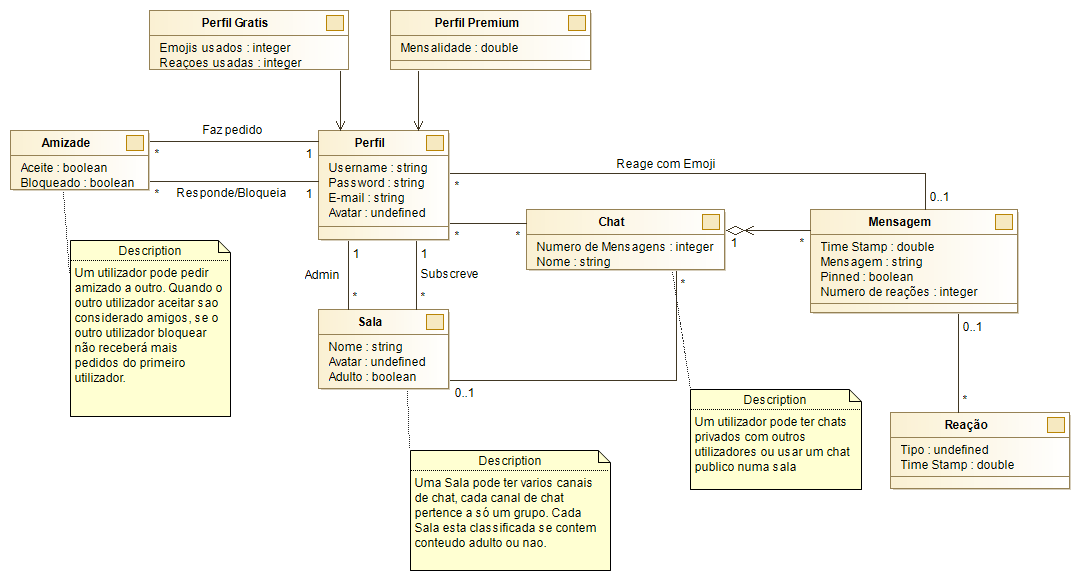 Perfil Gratis
Emojis usados : integer
Reaçoes usadas : integer
Perfil Premium
Mensalidade : double
Amizade
Aceite : boolean
Bloqueado : boolean
Faz pedido
*
1
Responde/Bloqueia
*
1
Perfil
Username : string
Password : string
E-mail : string
Avatar : undefined
Reage com Emoji
*
0..1
*
*
Chat
Numero de Mensagens : integer
Nome : string
1
*
Mensagem
Time Stamp : double
Mensagem : string
Pinned : boolean
Numero de reações : integer
Description
Um utilizador pode pedir
amizado a outro. Quando o
outro utilizador aceitar sao
considerado amigos, se o
outro utilizador bloquear
não receberá mais
pedidos do primeiro
utilizador.
1
Admin
*
1
Subscreve
*
Sala
Nome : string
Avatar : undefined
Adulto : boolean
0..1
*
0..1
*
Description
Um utilizador pode ter chats
privados com outros
utilizadores ou usar um chat
publico numa sala
Reação
Tipo : undefined
Time Stamp : double
Description
Uma Sala pode ter varios canais
de chat, cada canal de chat
pertence a só um grupo. Cada
Sala esta classificada se contem
conteudo adulto ou nao.